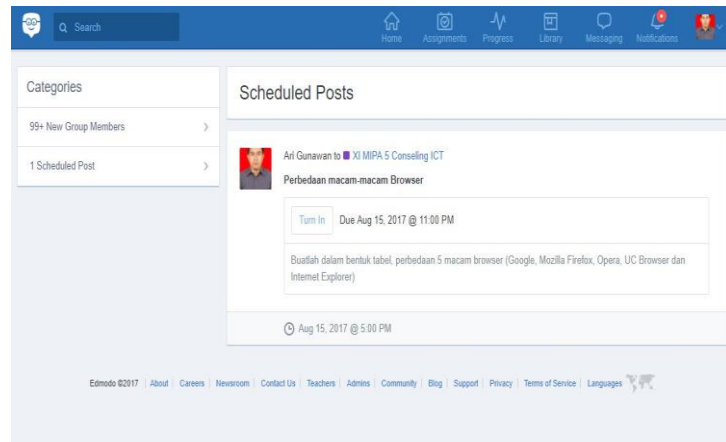 Search
Home
Assignments
Progress
Library
Messaging
Notifications
Categories
99+ New Group Members
1 Scheduled Post
Scheduled Posts
Ari Gunawan to XI MIPA 5 Conseling ICT
Perbedaan macam-macam Browser
Turn In Due Aug 15, 2017 @ 11:00 PM
Buatlah dalam bentuk tabel, perbedaan 5 macam browser (Google, Mozilla Firefox, Opera, UC Browser dan
Internet Explorer)
Aug 15, 2017 @ 5:00 PM
Edmodo ©2017 | About | Careers | Newsroom | Contact Us | Teachers | Admins | Community | Blog | Support | Privacy | Terms of Service | Languages